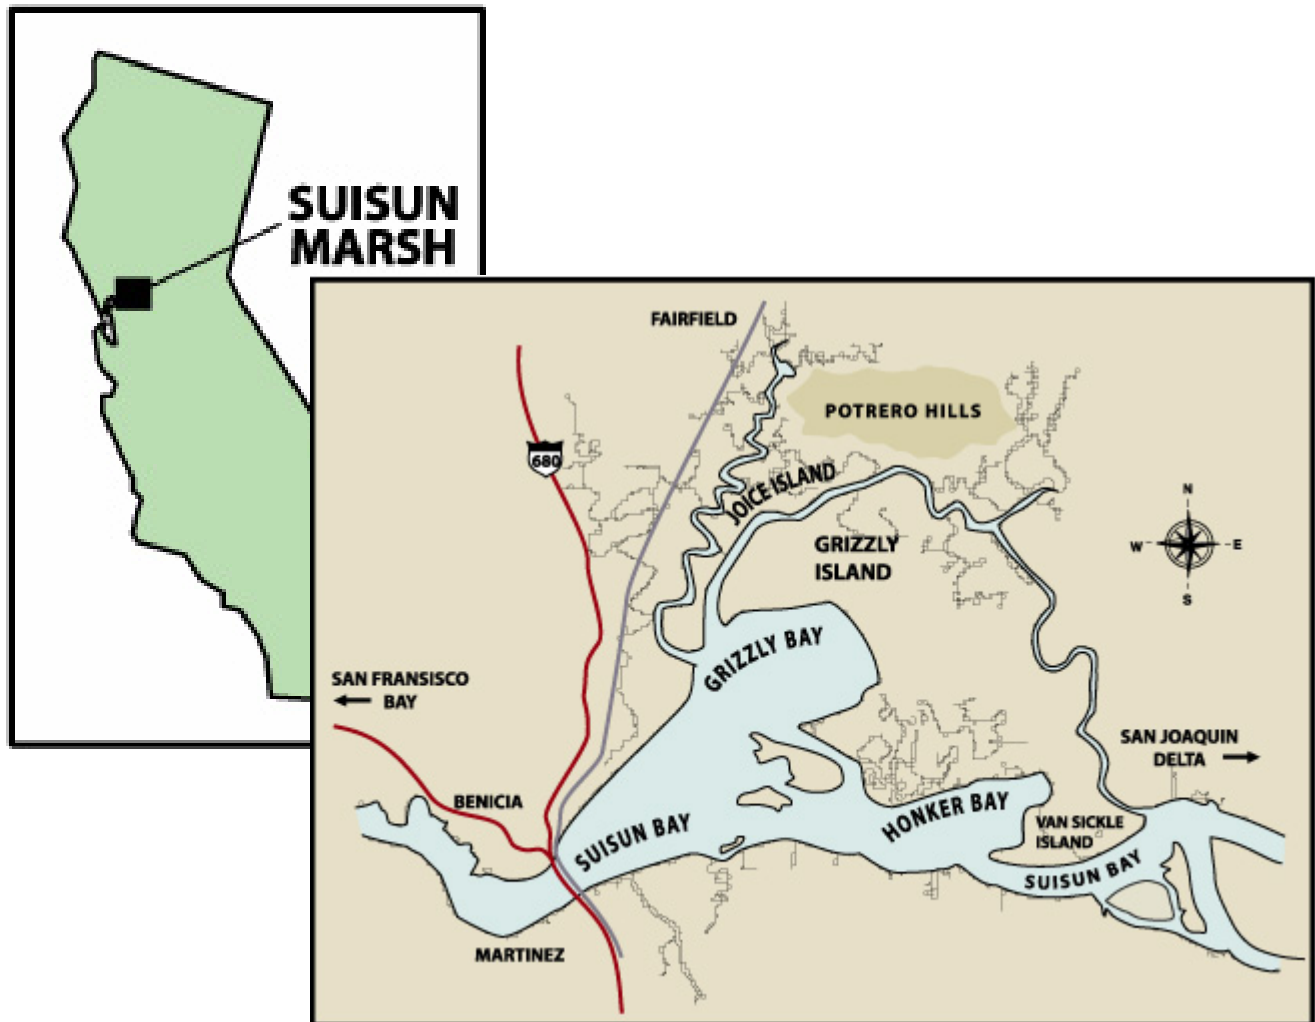 SUISUN
MARSH
FAIRFIELD
POTRERO HILLS
680
JOICE ISLAND
GRIZZLY
ISLAND
N
W
E
S
GRIZZLY BAY
SAN FRANSISCO
BAY
SAN JOAQUIN
DELTA
BENICIA
SUISUN BAY
HONKER BAY
VAN SICKLE
ISLAND
SUISUN BAY
MARTINEZ